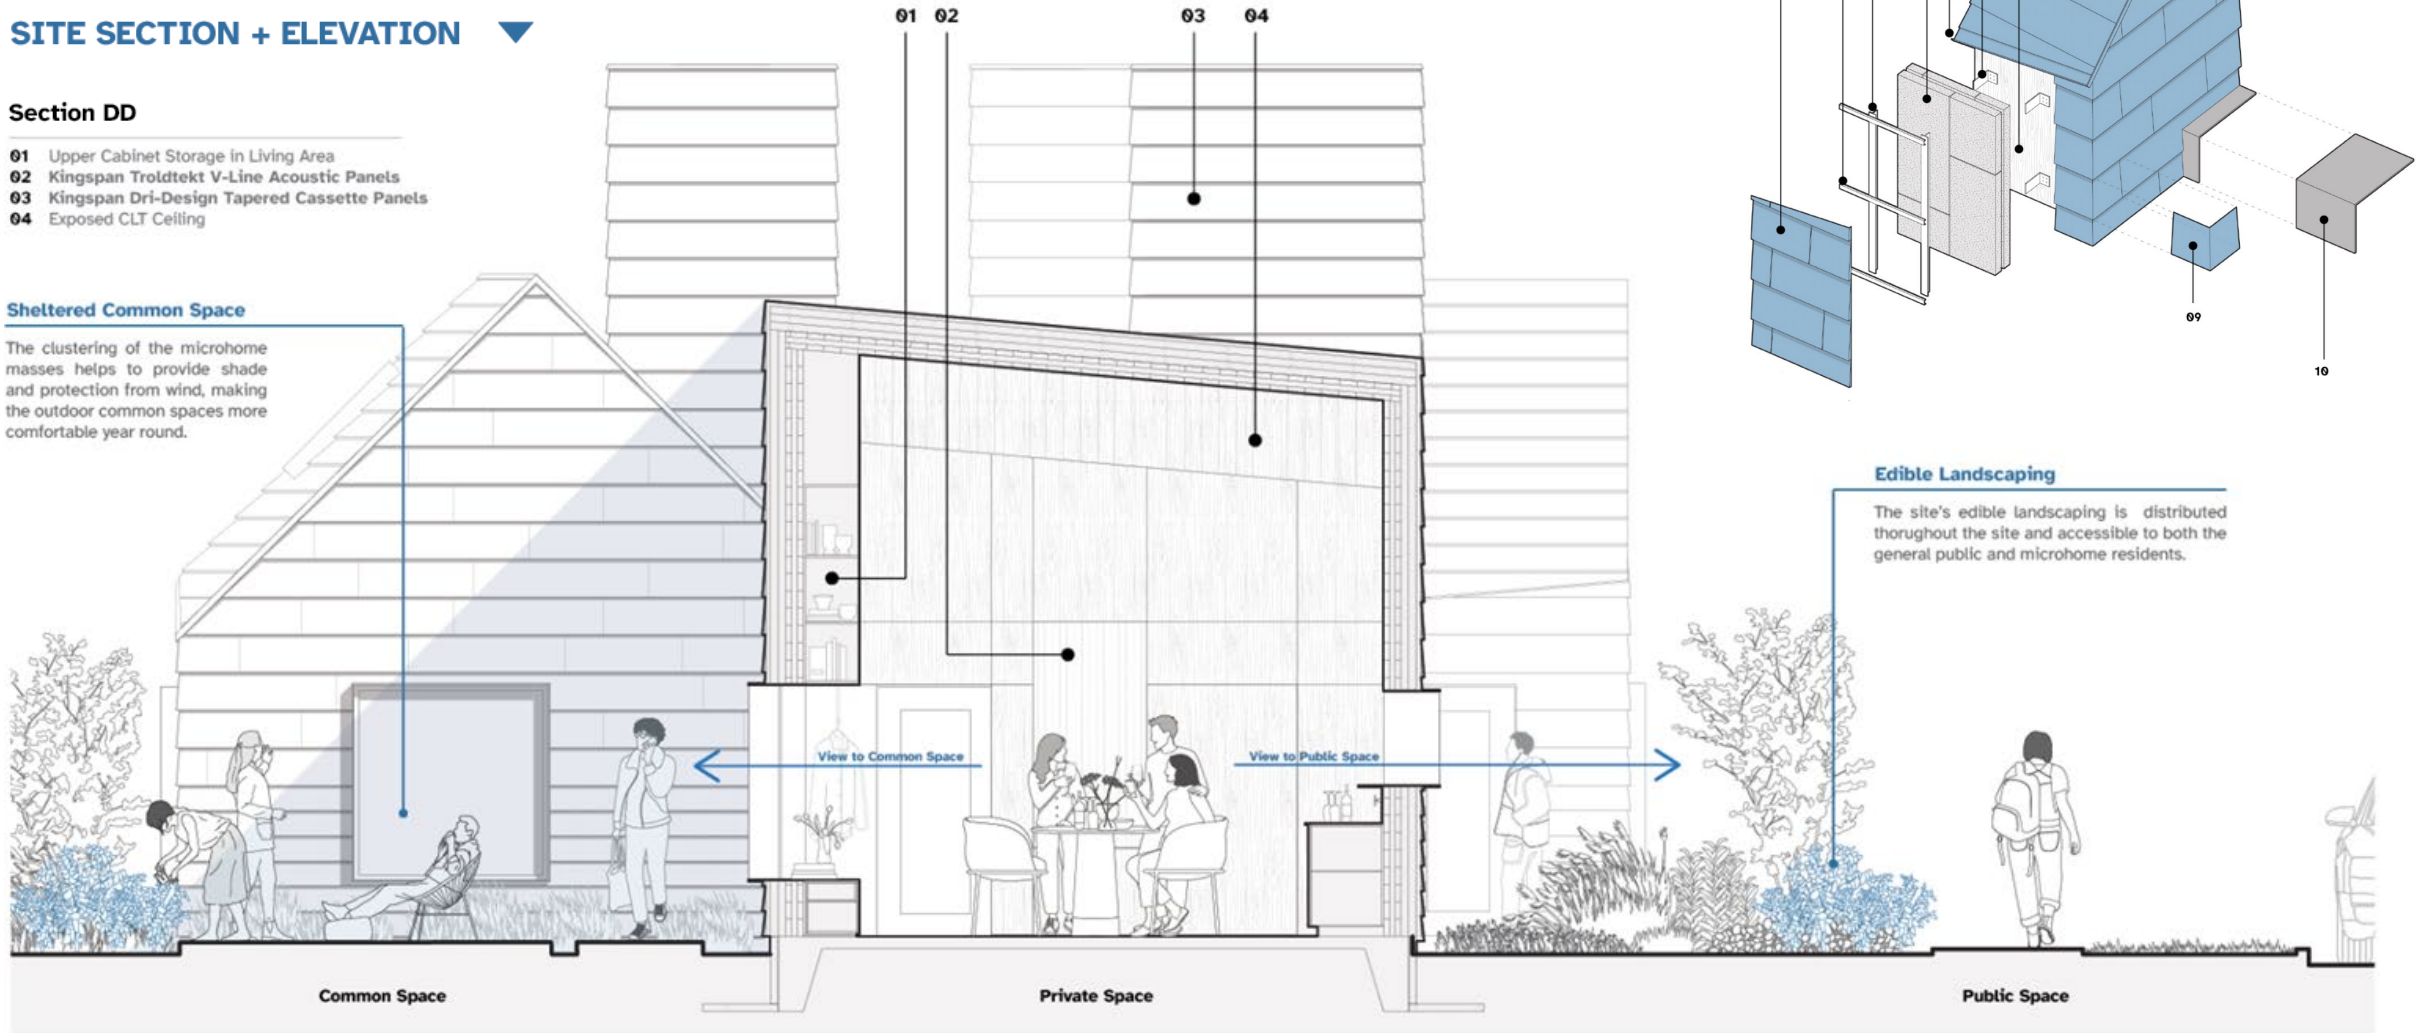 SITE SECTION + ELEVATION
Section DD
01 Upper Cabinet Storage in Living Area
02 Kingspan Troldtekt V-Line Acoustic Panels
03 Kingspan Dri-Design Tapered Cassette Panels
04 Exposed CLT Ceiling
01 02 03 04
Sheltered Common Space
The clustering of the microhome
masses helps to provide shade
and protection from wind, making
the outdoor common spaces more
comfortable year round.
09
10
Edible Landscaping
The site's edible landscaping is distributed
thorughout the site and accessible to both the
general public and microhome residents.
View to Common Space
View to Public Space
Common Space
Private Space
Public Space